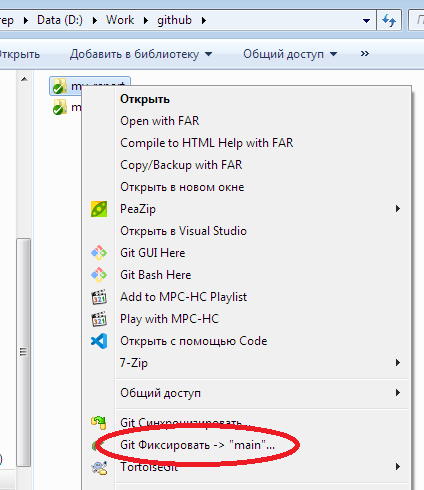 тер ▸ Data (D:) ▸ Work ▸ github ▸
Открыть Добавить в библиотеку Общий доступ »
Открыть
Open with FAR
Compile to HTML Help with FAR
Copy/Backup with FAR
Открыть в новом окне
PeaZip
Открыть в Visual Studio
Git GUI Here
Git Bash Here
Add to MPC-HC Playlist
Play with MPC-HC
Открыть с помощью Code
7-Zip
Общий доступ
Git Синхронизировать...
Git Фиксировать -> "main"...
TortoiseGit